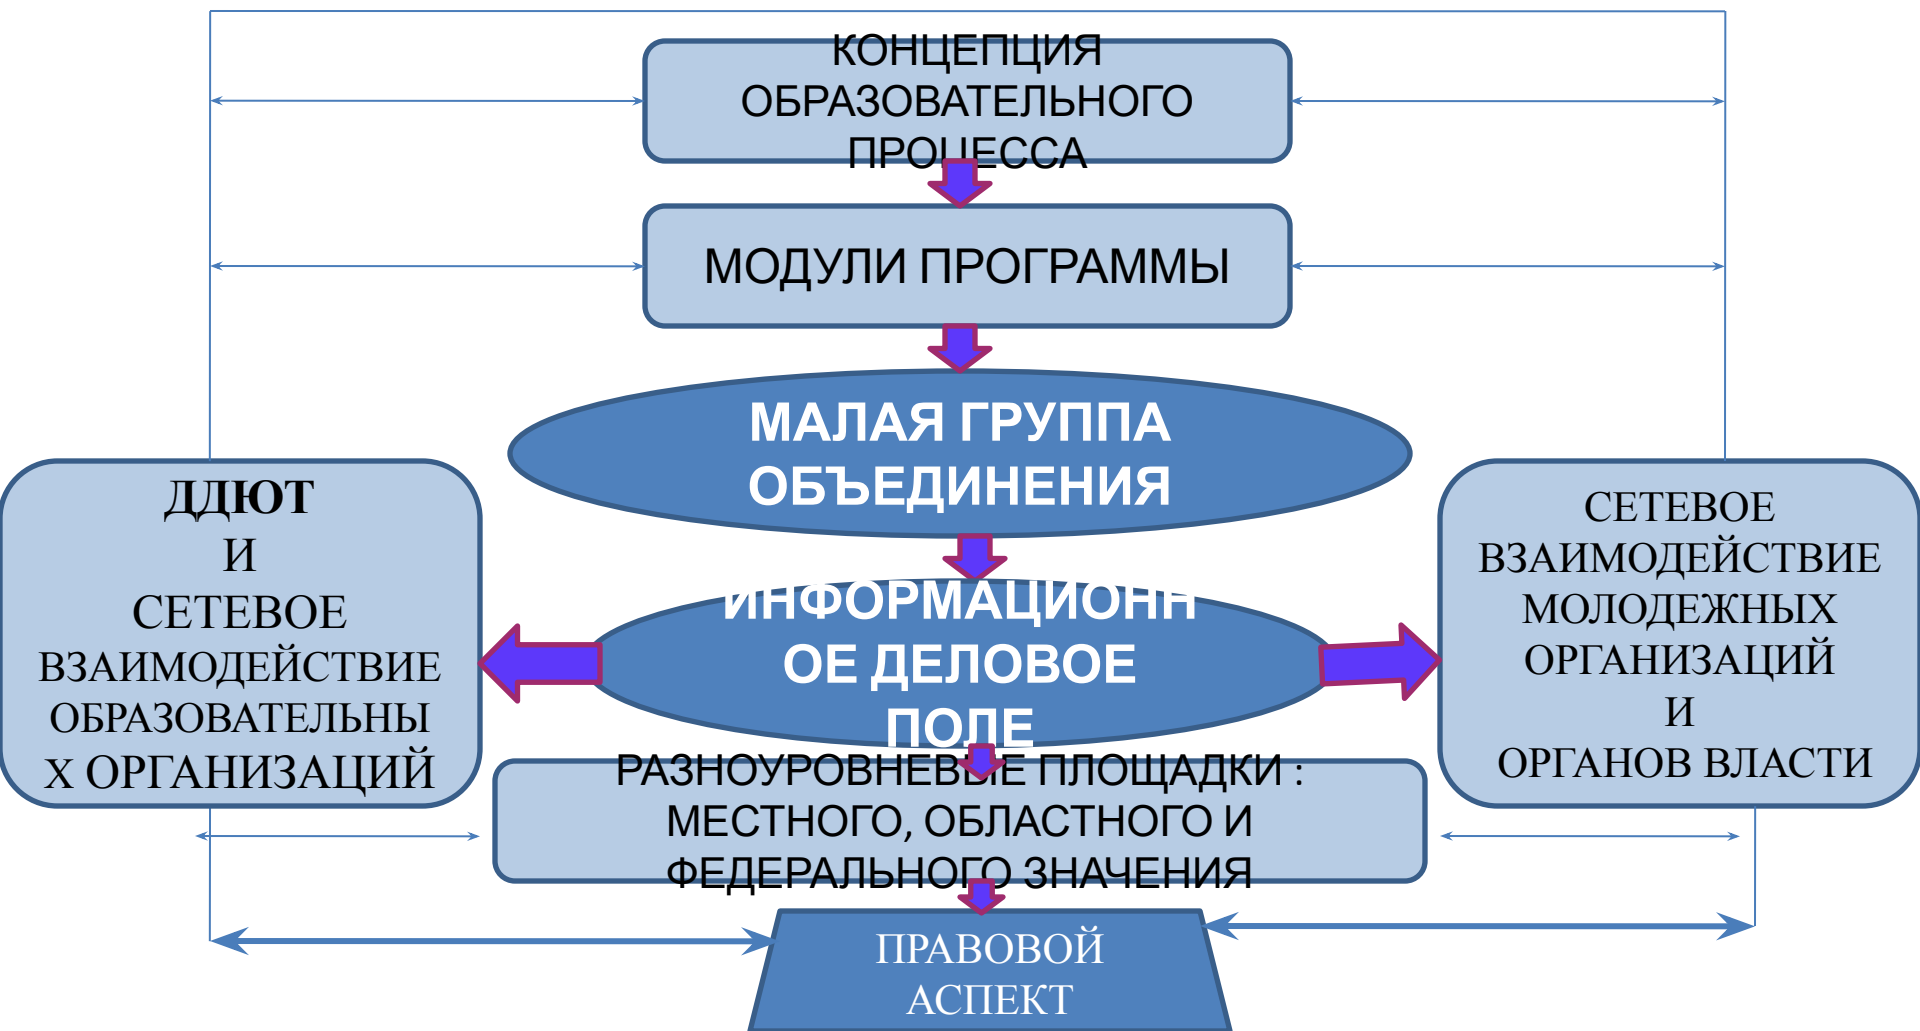 КОНЦЕПЦИЯ
ОБРАЗОВАТЕЛЬНОГО
ПРОЦЕССА
МОДУЛИ ПРОГРАММЫ
МАЛАЯ ГРУППА
ОБЪЕДИНЕНИЯ
ДДЮТ
И
СЕТЕВОЕ
ВЗАИМОДЕЙСТВИЕ
ОБРАЗОВАТЕЛЬНЫ
Х ОРГАНИЗАЦИЙ
ИНФОРМАЦИОНН
ОЕ ДЕЛОВОЕ
ПОЛЕ
СЕТЕВОЕ
ВЗАИМОДЕЙСТВИЕ
МОЛОДЕЖНЫХ
ОРГАНИЗАЦИЙ
И
ОРГАНОВ ВЛАСТИ
РАЗНОУРОВНЕВЫЕ ПЛОЩАДКИ :
МЕСТНОГО, ОБЛАСТНОГО И
ФЕДЕРАЛЬНОГО ЗНАЧЕНИЯ
ПРАВОВОЙ
АСПЕКТ